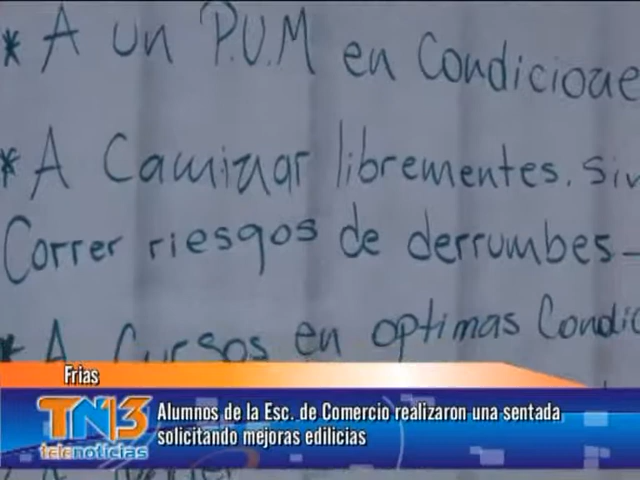 * A un P.U.M en Condicione
* A Caminar librementes. Sin
Correr riesgos de derrumbes
* A Cursos en optimas Condic
Frias
TN13
telenoticias
Alumnos de la Esc. de Comercio realizaron una sentada
solicitando mejoras edilicias